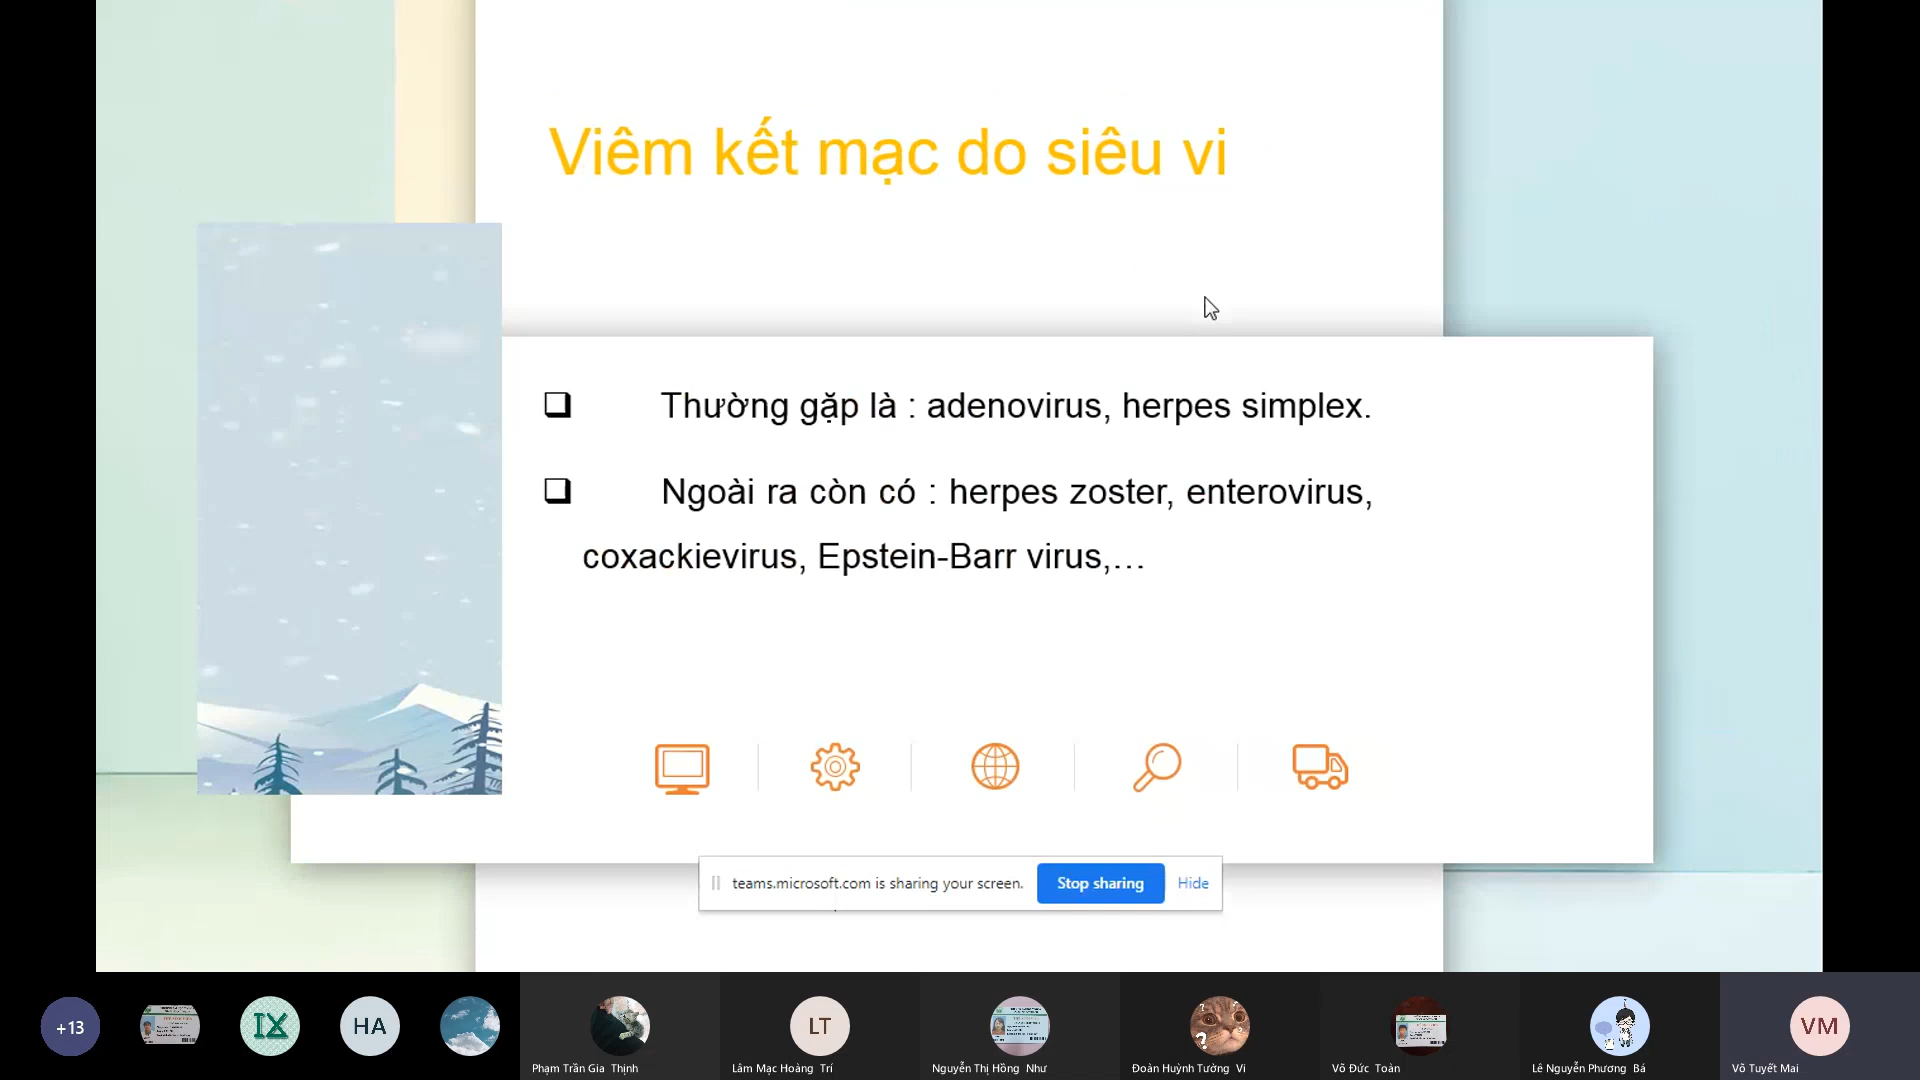 Viêm kết mạc do siêu vi
❑ Thường gặp là : adenovirus, herpes simplex.
❑ Ngoài ra còn có : herpes zoster, enterovirus,
coxackievirus, Epstein-Barr virus,…
teams.microsoft.com is sharing your screen.
Stop sharing
Hide
+13
IX
HA
LT
VM
Phạm Trần Gia Thịnh
Lâm Mạc Hoàng Trí
Nguyễn Thị Hồng Như
Đoàn Huỳnh Tường Vi
Võ Đức Toàn
Lê Nguyễn Phương Bá
Võ Tuyết Mai